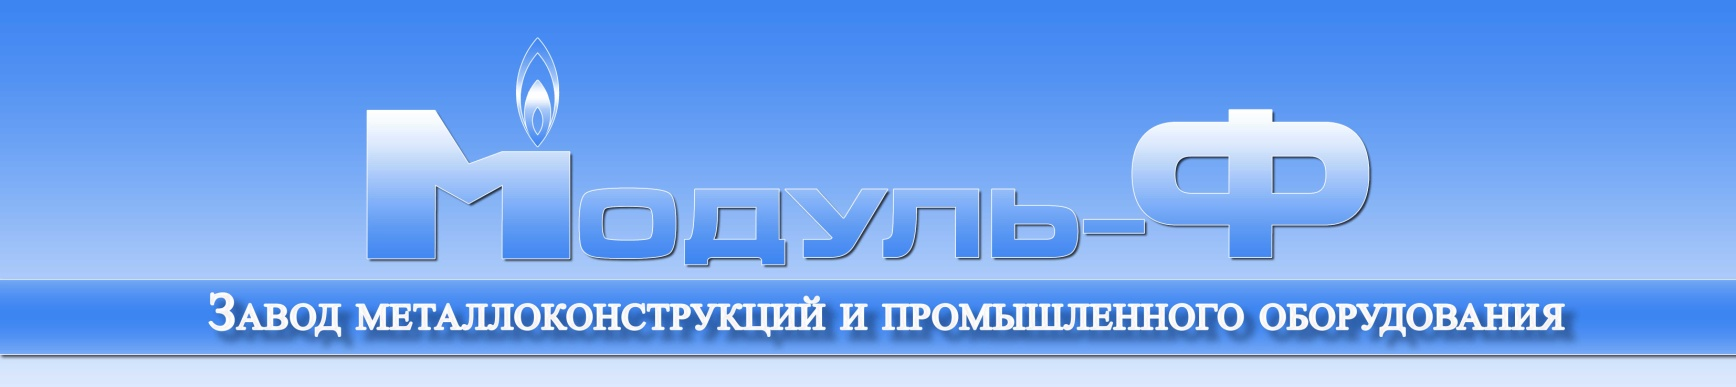 Модуль-Ф
Завод металлоконструкций и промышленного оборудования